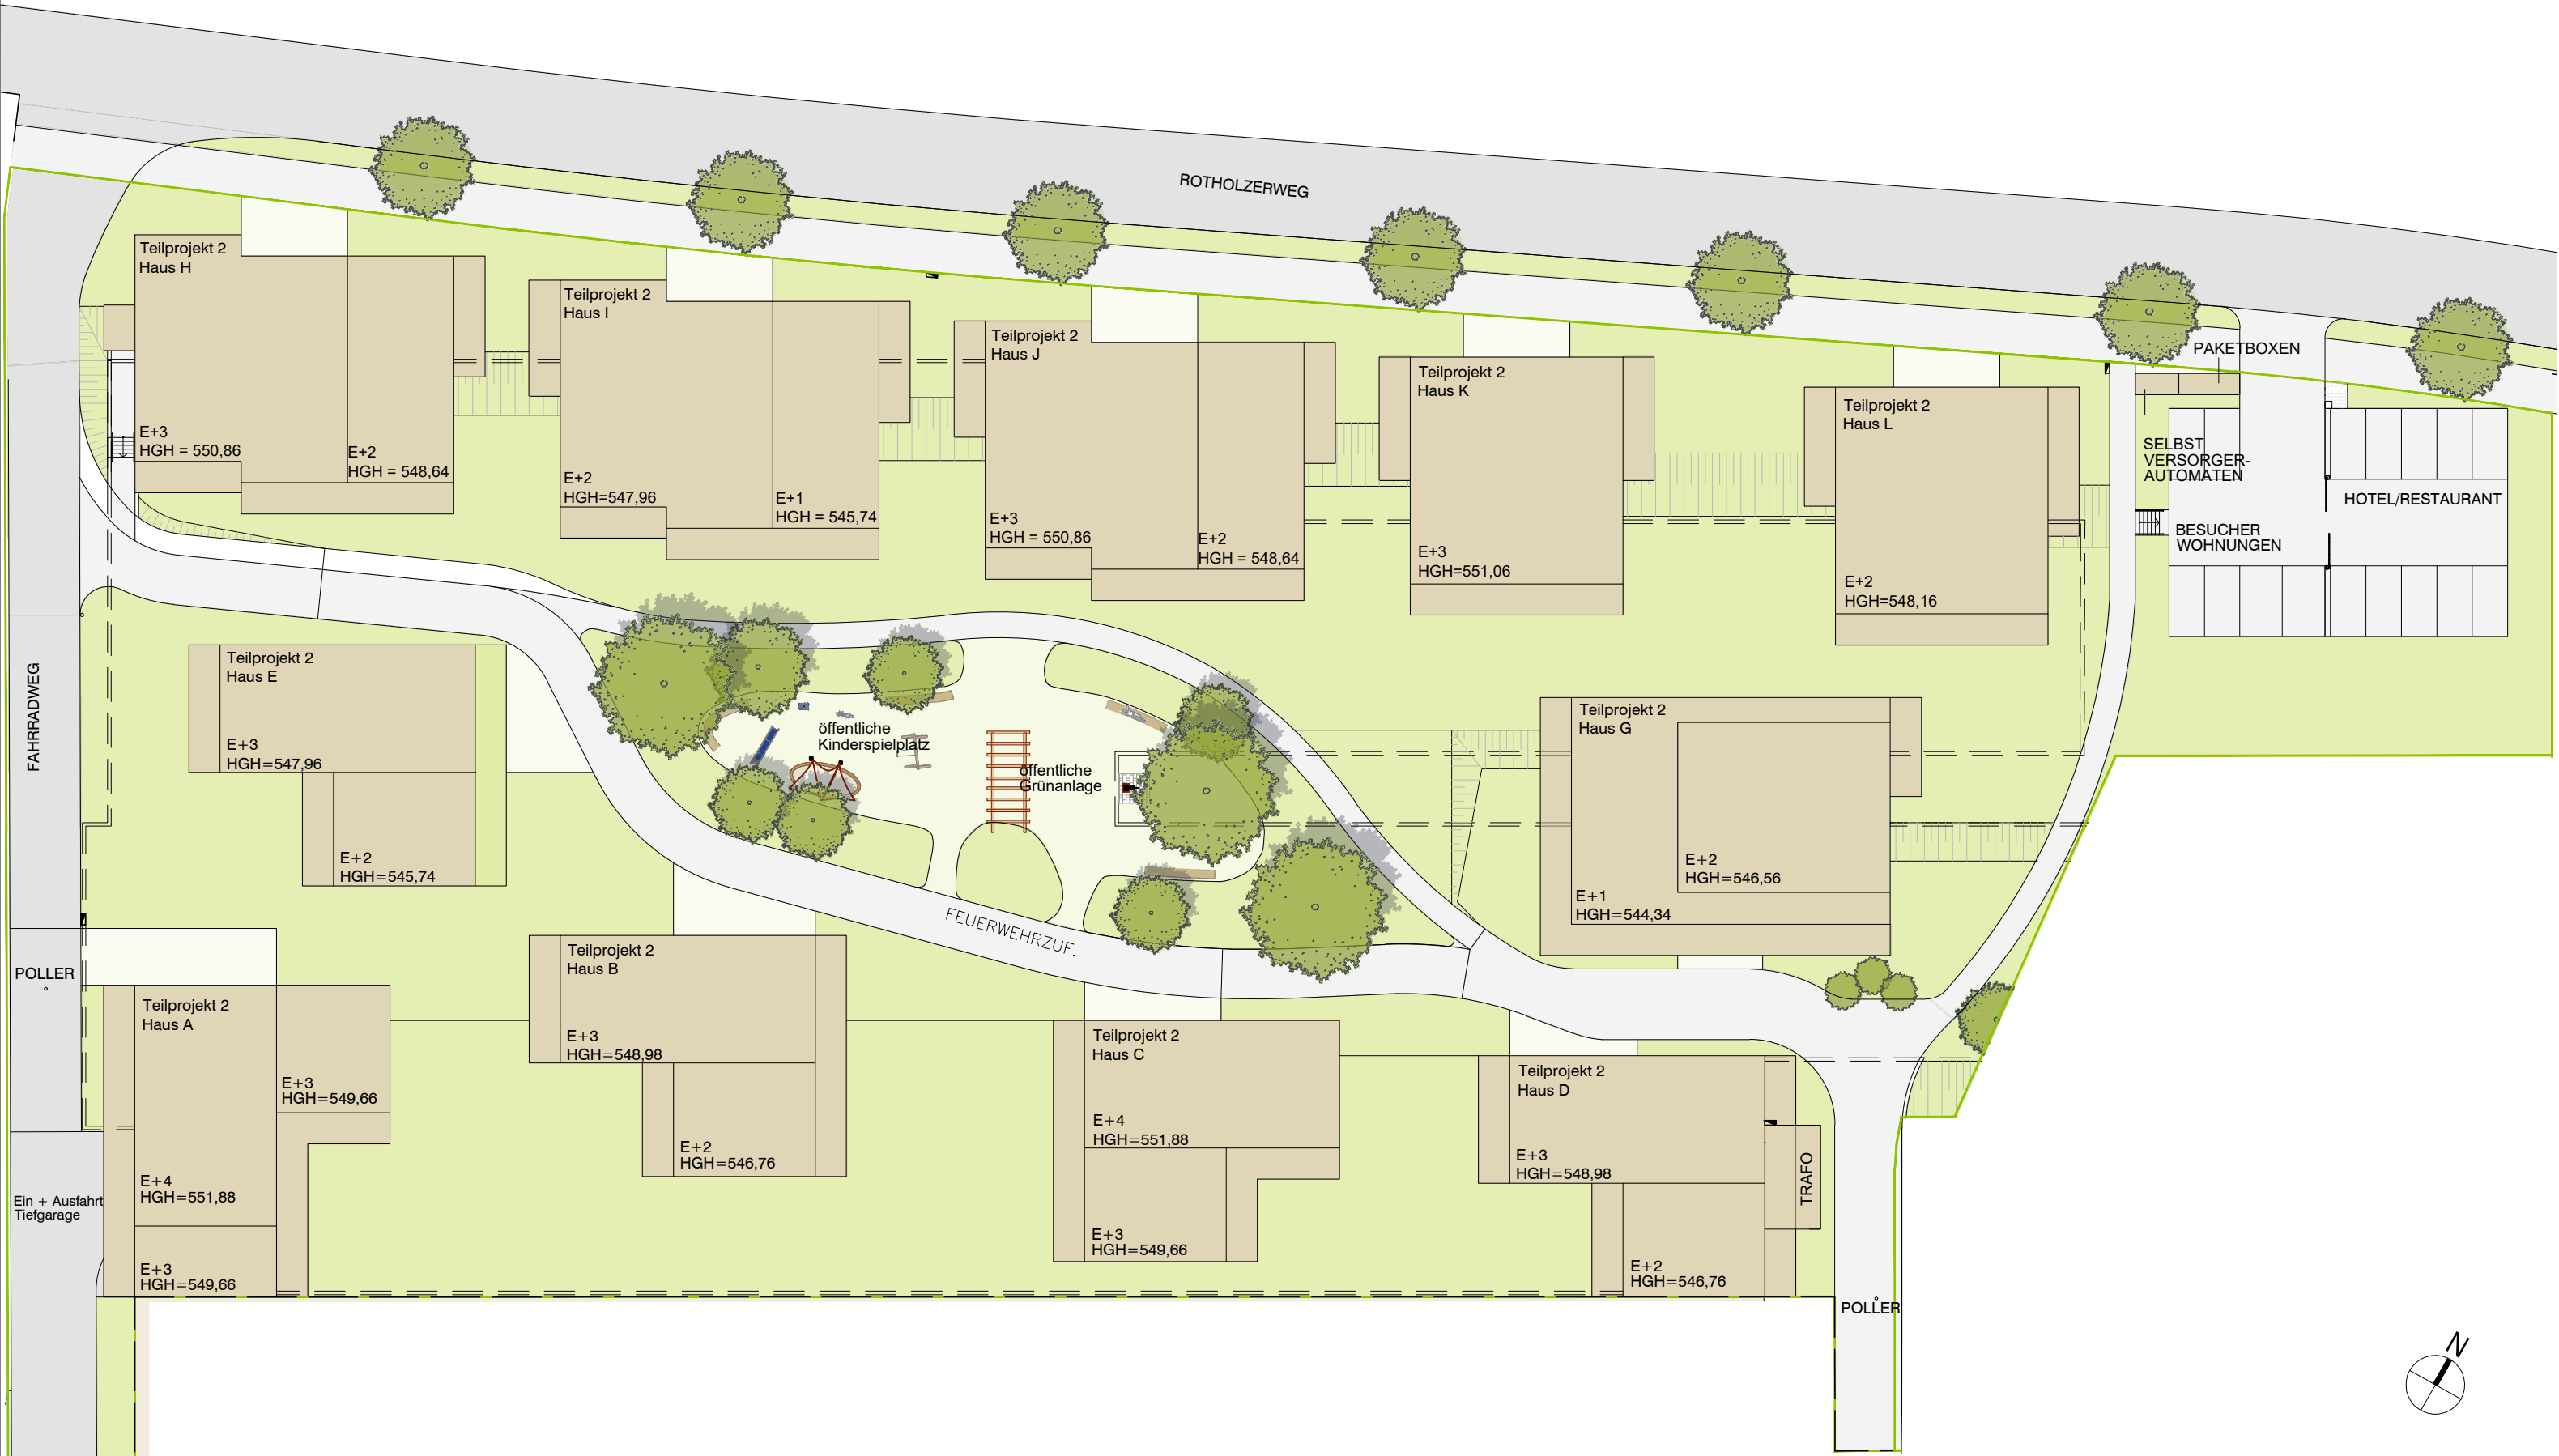 ROTHOLZERWEG
Teilprojekt 2
Haus H
E+3
HGH = 550,86
E+2
HGH = 548,64
Teilprojekt 2
Haus I
E+2
HGH=547,96
E+1
HGH = 545,74
Teilprojekt 2
Haus J
E+3
HGH = 550,86
E+2
HGH = 548,64
Teilprojekt 2
Haus K
E+3
HGH=551,06
Teilprojekt 2
Haus L
E+2
HGH=548,16
PAKETBOXEN
SELBST
VERSORGER-
AUTOMATEN
HOTEL/RESTAURANT
BESUCHER
WOHNUNGEN
FAHRRADWEG
Teilprojekt 2
Haus E
E+3
HGH=547,96
E+2
HGH=545,74
öffentliche
Kinderspielplatz
öffentliche
Grünanlage
Teilprojekt 2
Haus G
E+2
HGH=546,56
E+1
HGH=544,34
FEUERWEHRZUF.
POLLER
Teilprojekt 2
Haus A
E+3
HGH=549,66
E+4
HGH=551,88
E+3
HGH=549,66
Ein + Ausfahrt
Tiefgarage
Teilprojekt 2
Haus B
E+3
HGH=548,98
E+2
HGH=546,76
Teilprojekt 2
Haus C
E+4
HGH=551,88
E+3
HGH=549,66
Teilprojekt 2
Haus D
E+3
HGH=548,98
E+2
HGH=546,76
TRAFO
POLLER
N